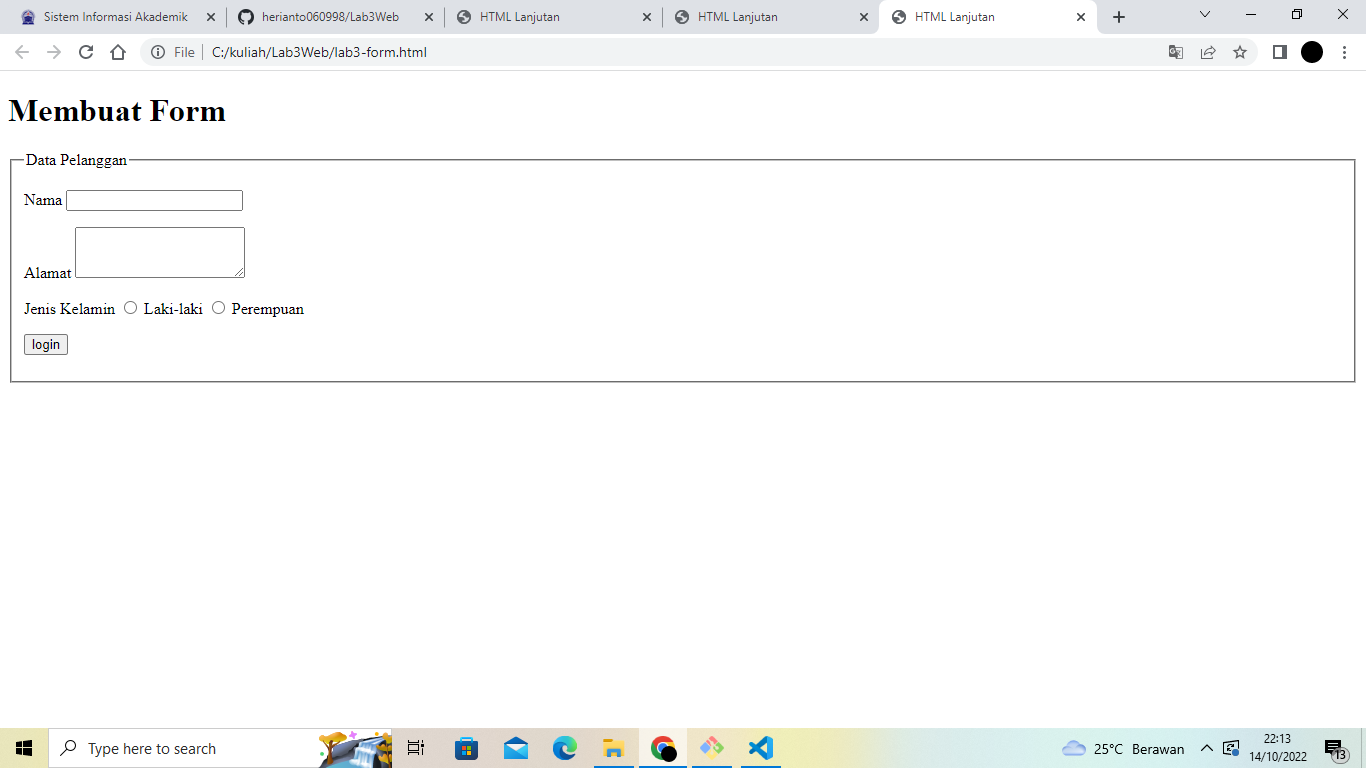 Sistem Informasi Akademik
herianto060998/Lab3Web
HTML Lanjutan
HTML Lanjutan
HTML Lanjutan
File
C:/kuliah/Lab3Web/lab3-form.html
Membuat Form
Data Pelanggan
Nama
Alamat
Jenis Kelamin Laki-laki Perempuan
login
Type here to search
25°C Berawan
22:13
14/10/2022
13